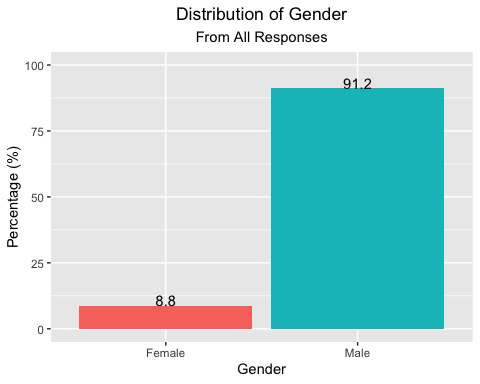 Distribution of Gender
From All Responses
Percentage (%)
100
75
50
25
0
91.2
8.8
Female
Male
Gender